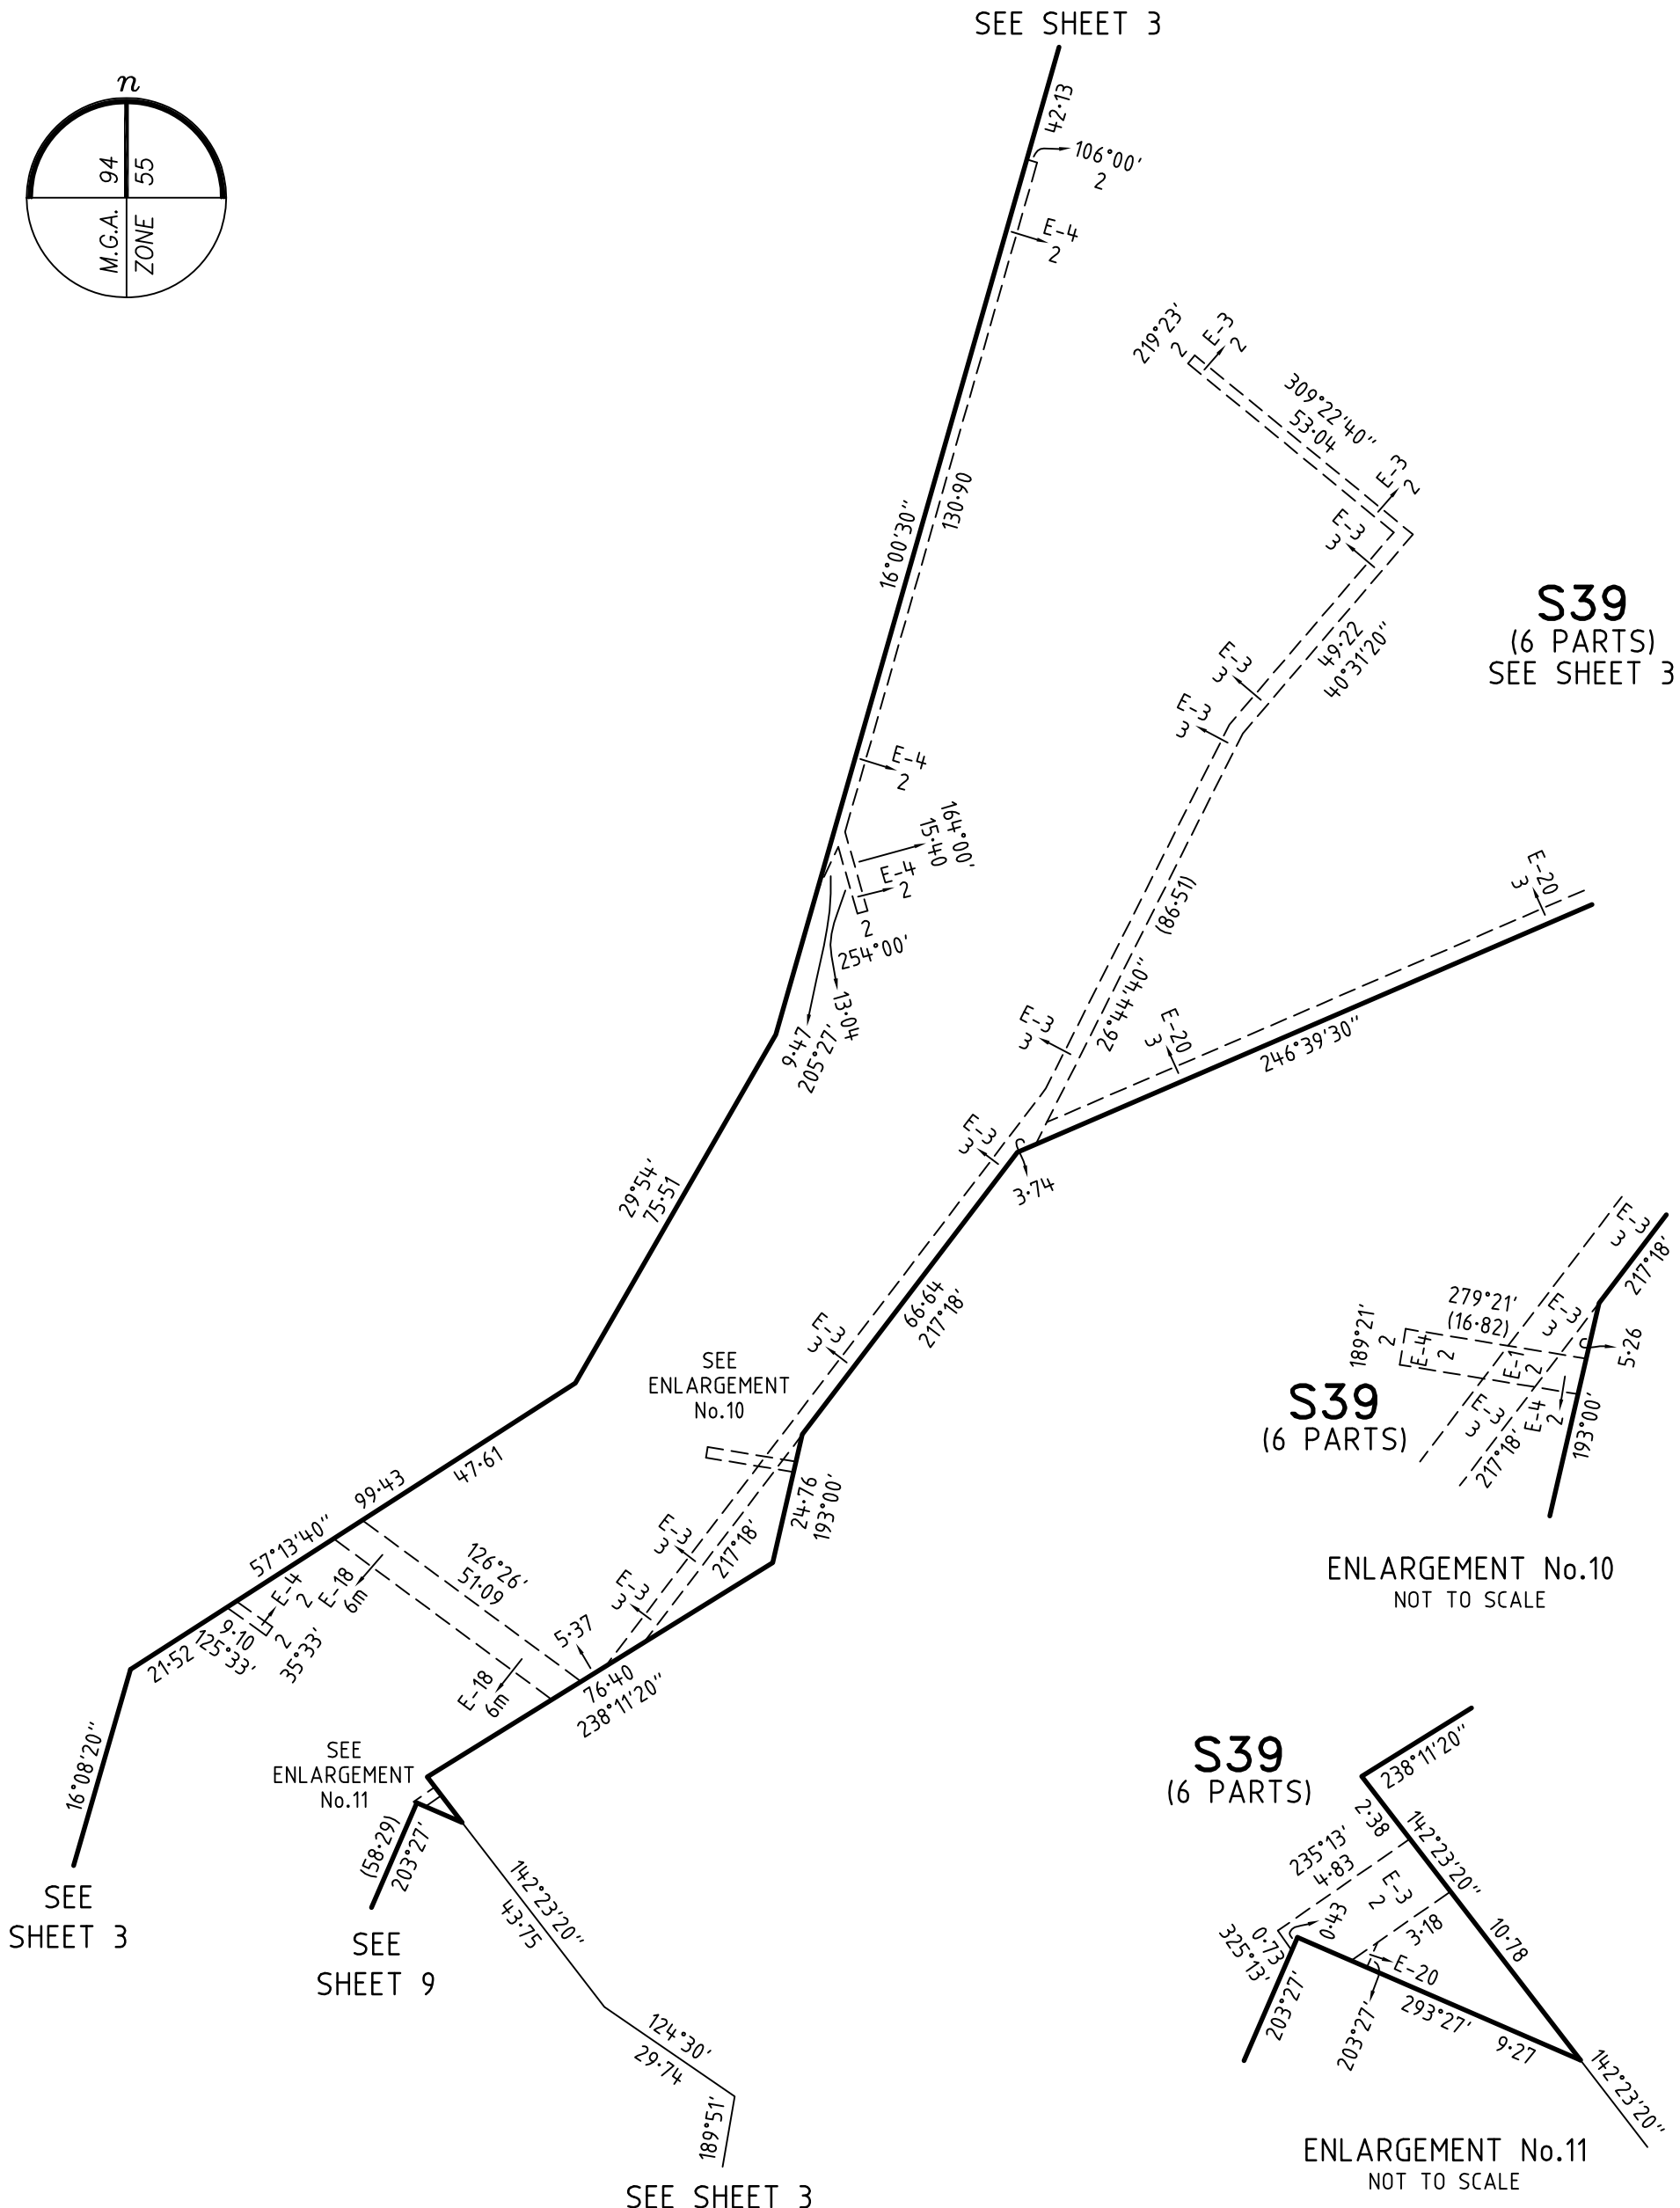 SEE SHEET 3
n
M.G.A. 94
ZONE 55
42·13
106°00'
2
E-4
2
219°23'
2
E-3
2
309°22'40"
53·04
E-3
2
E-3
3
16°00'30"
130·90
S39
(6 PARTS)
SEE SHEET 3
49·22
40°31'20"
E-3
3
E-3
3
E-4
2
164°00'
15·40
E-4
2
2
254°00'
13·04
9·47
205°27'
(86·51)
26°44'40"
E-20
3
E-3
3
E-20
3
246°39'30"
E-3
3
3·74
29°54'
75·51
66·64
217°18'
E-3
3
SEE
ENLARGEMENT
No.10
24·76
193°00'
99·43
47·61
57°13'40"
E-3
3
217°18'
126°26'
51·09
E-18
6m
E-4
2
E-3
3
5·37
21·52
9·10
125°33'
2
35°33'
E-18
6m
76·40
238°11'20"
16°08'20"
SEE
ENLARGEMENT
No.11
(58·29)
203°27'
SEE
SHEET 3
SEE
SHEET 9
142°23'20"
43·75
124°30'
29·74
189°51'
SEE SHEET 3
E-3
3
217°18'
279°21'
(16·82)
189°21'
2
E-4
2
E-3
3
E-1
2
5·26
S39
(6 PARTS)
E-3
3
E-4
2
217°18'
193°00'
ENLARGEMENT No.10
NOT TO SCALE
S39
(6 PARTS)
238°11'20"
2·38
142°23'20"
235°13'
4·83
E-3
2
0·43
3·18
0·73
325°13'
10·78
1
E-20
203°27'
203°27'
293°27'
9·27
142°23'20"
ENLARGEMENT No.11
NOT TO SCALE